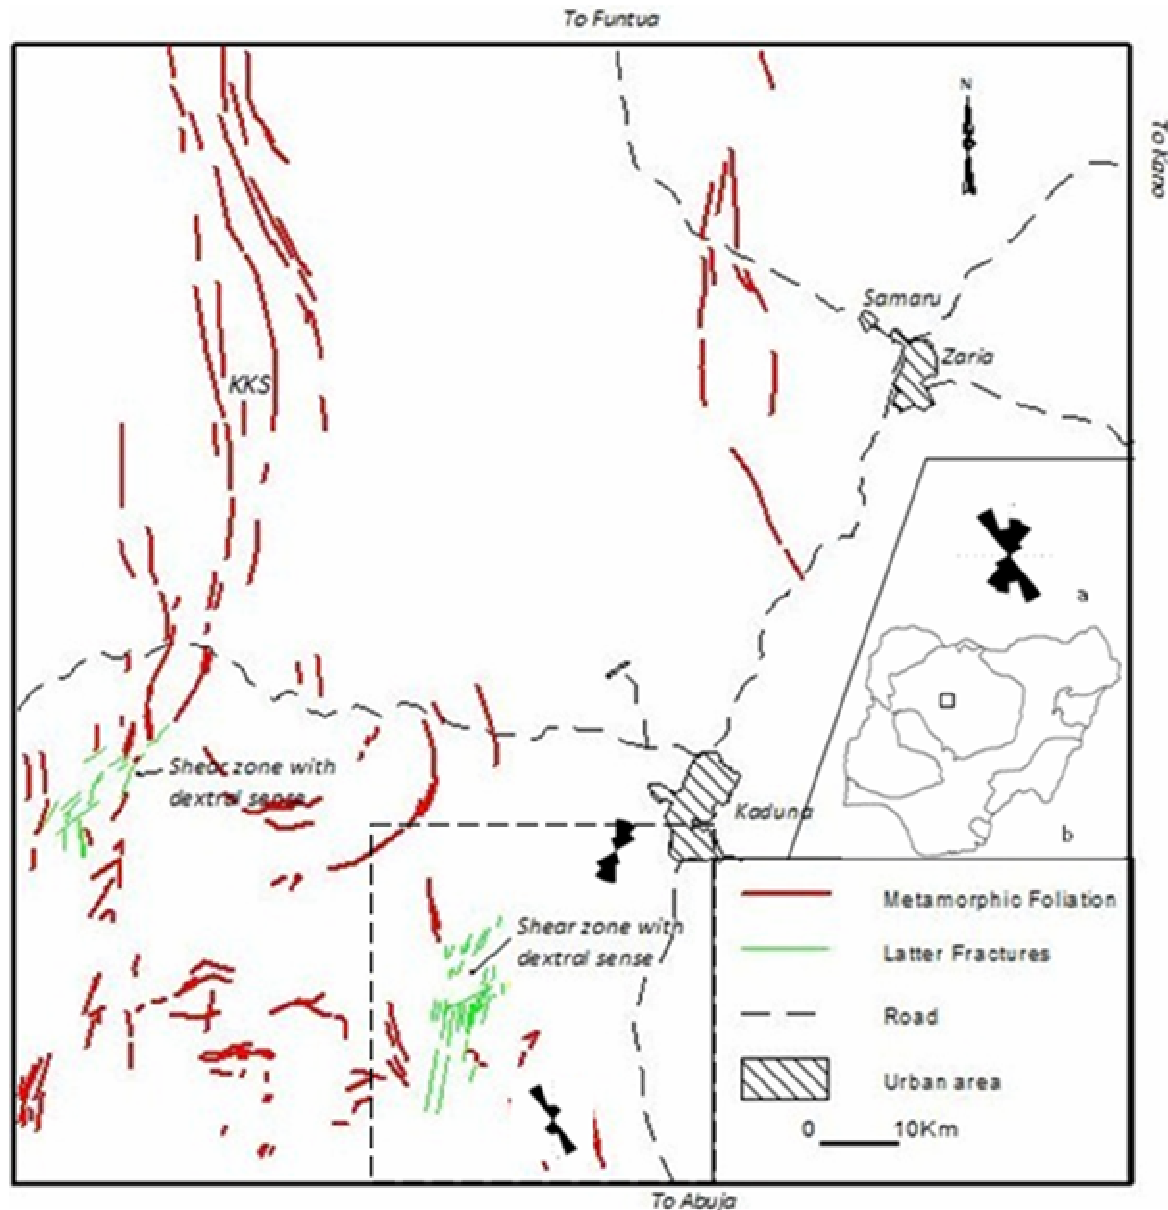 To Funtua
N
To Kano
Samaru
Zaria
KKS
a
b
Shear zone with
dextral sense
Kaduna
Shear zone with
dextral sense
Metamorphic Foliation
Latter Fractures
Road
Urban area
0 10Km
To Abuja